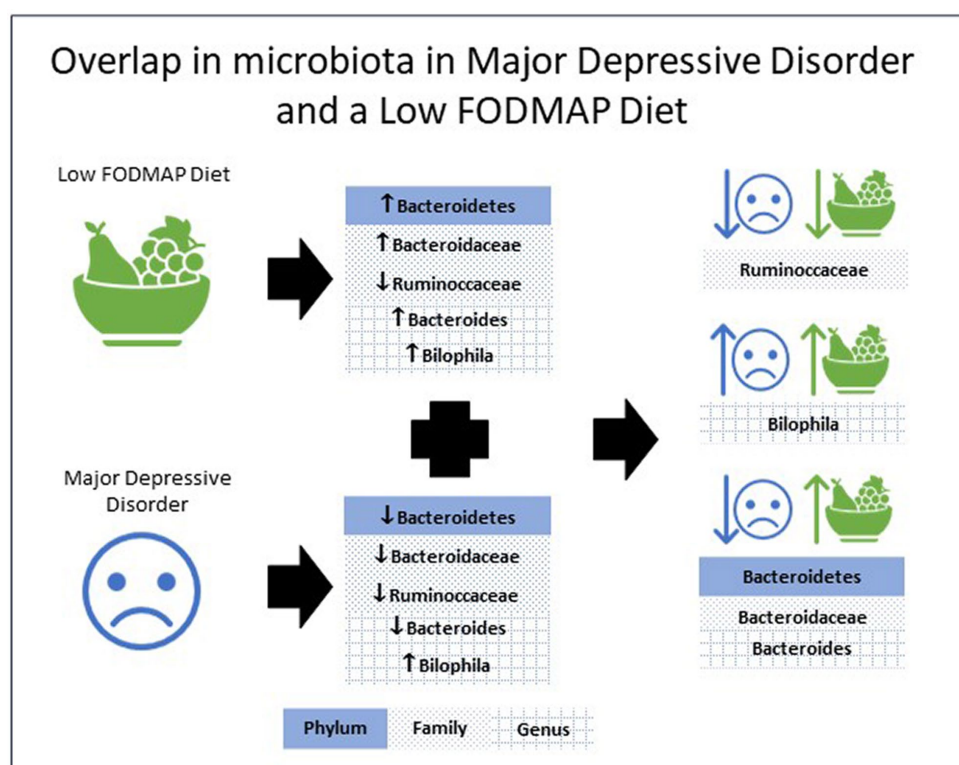 Overlap in microbiota in Major Depressive Disorder
and a Low FODMAP Diet
Low FODMAP Diet
↑Bacteroidetes
↑Bacteroidaceae
↓Ruminoccaceae
↑Bacteroides
↑Bilophila
Major Depressive
Disorder
↓Bacteroidetes
↓Bacteroidaceae
↓Ruminoccaceae
↓Bacteroides
↑Bilophila
Ruminoccaceae
Bilophila
Bacteroidetes
Bacteroidaceae
Bacteroides
Phylum Family Genus